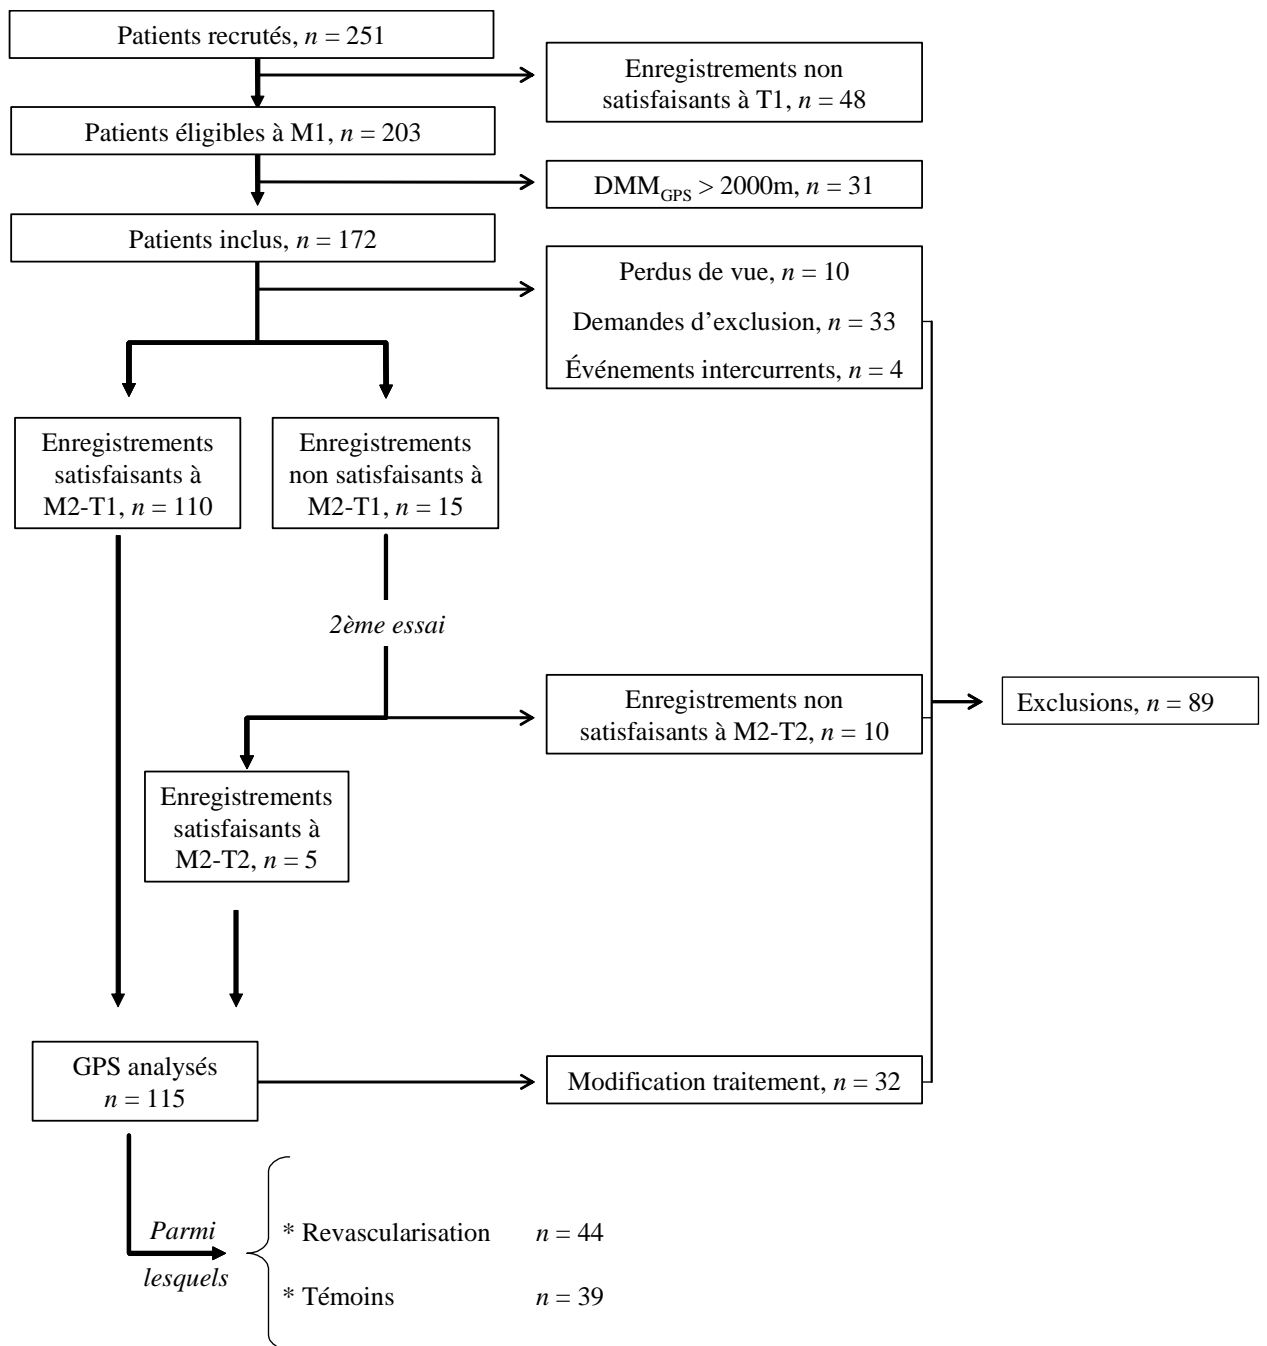 Patients recrutés, n = 251
Enregistrements non
satisfaisants à T1, n = 48
Patients éligibles à M1, n = 203
DMM_GPS > 2000m, n = 31
Patients inclus, n = 172
Perdus de vue, n = 10
Demandes d’exclusion, n = 33
Événements intercurrents, n = 4
Enregistrements
satisfaisants à
M2-T1, n = 110
Enregistrements
non satisfaisants à
M2-T1, n = 15
2ème essai
Enregistrements non
satisfaisants à M2-T2, n = 10
Exclusions, n = 89
Enregistrements
satisfaisants à
M2-T2, n = 5
GPS analysés
n = 115
Modification traitement, n = 32
Parmi
lesquels
* Revascularisation n = 44
* Témoins n = 39